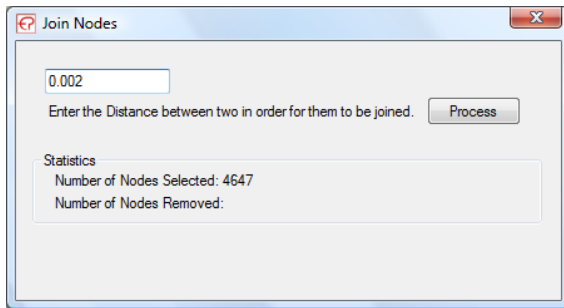 Join Nodes
0.002
Enter the Distance between two in order for them to be joined. Process
Statistics
Number of Nodes Selected: 4647
Number of Nodes Removed: